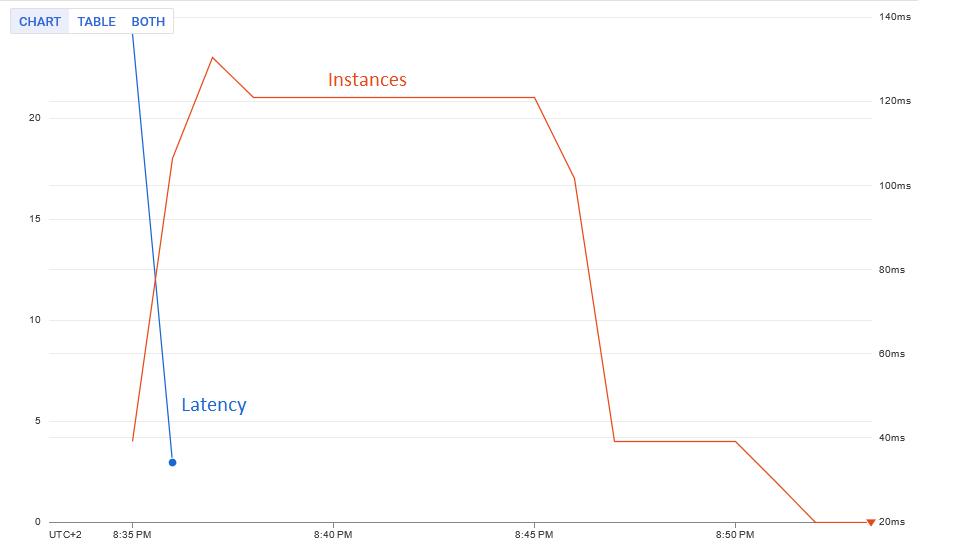 CHART TABLE BOTH
140ms
Instances
120ms
20
100ms
15
80ms
10
60ms
Latency
5
40ms
0
20ms
UTC+2 8:35 PM 8:40 PM 8:45 PM 8:50 PM